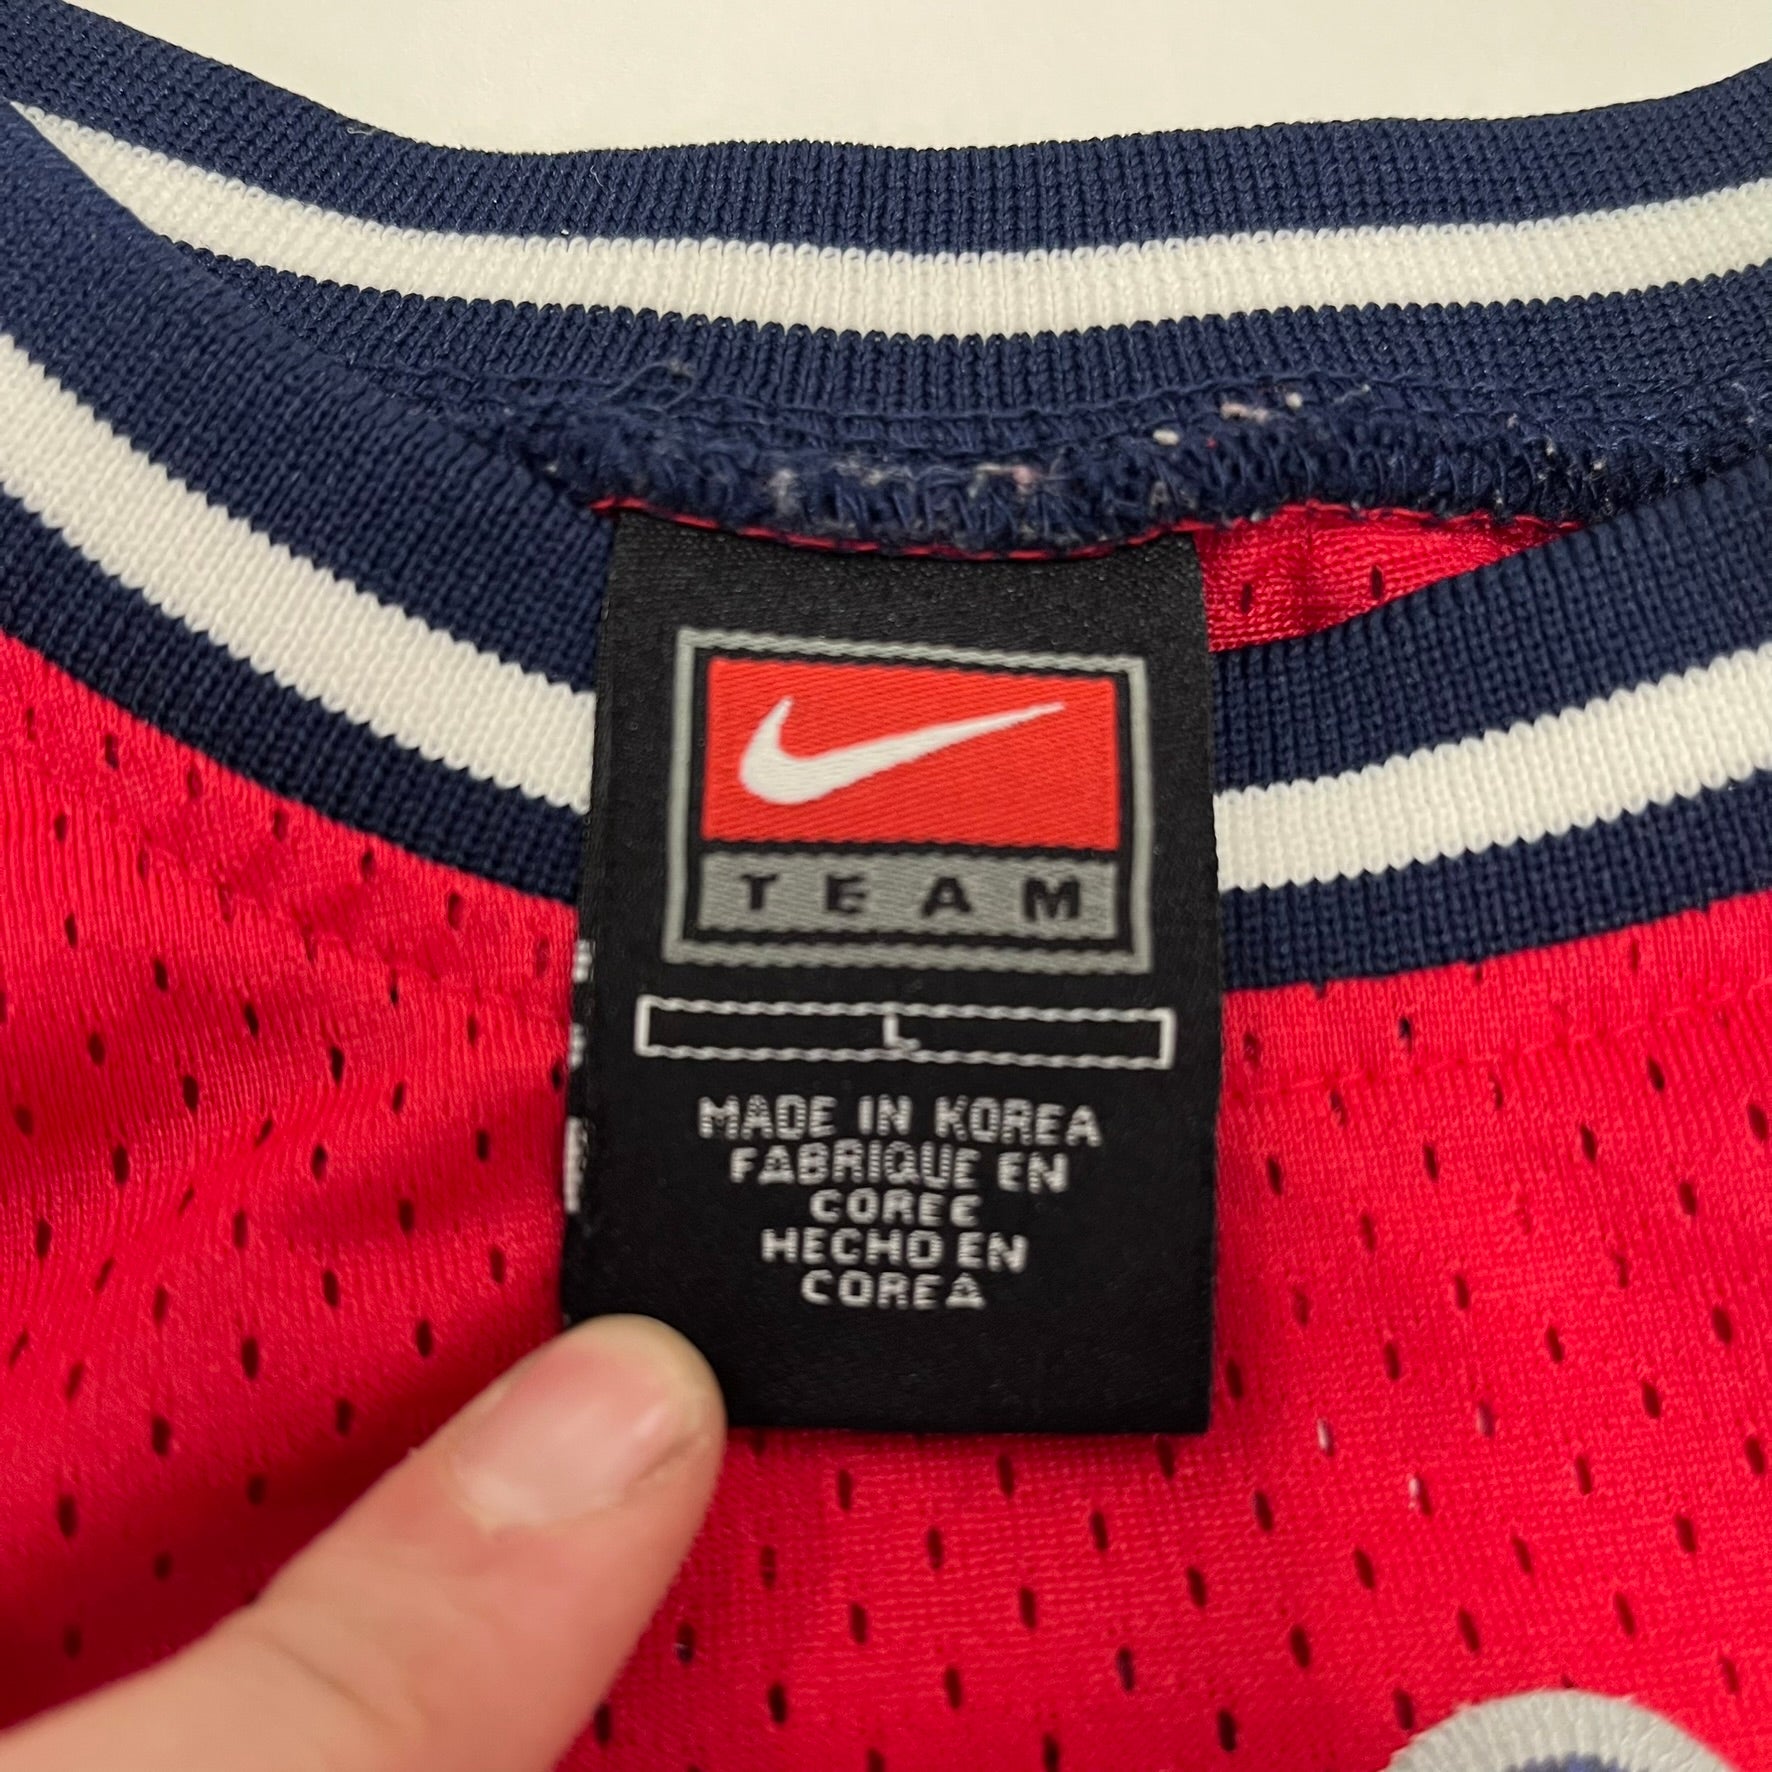 TEAM
L
MADE IN KOREA
FABRIQUE EN
COREE
HECHO EN
COREA